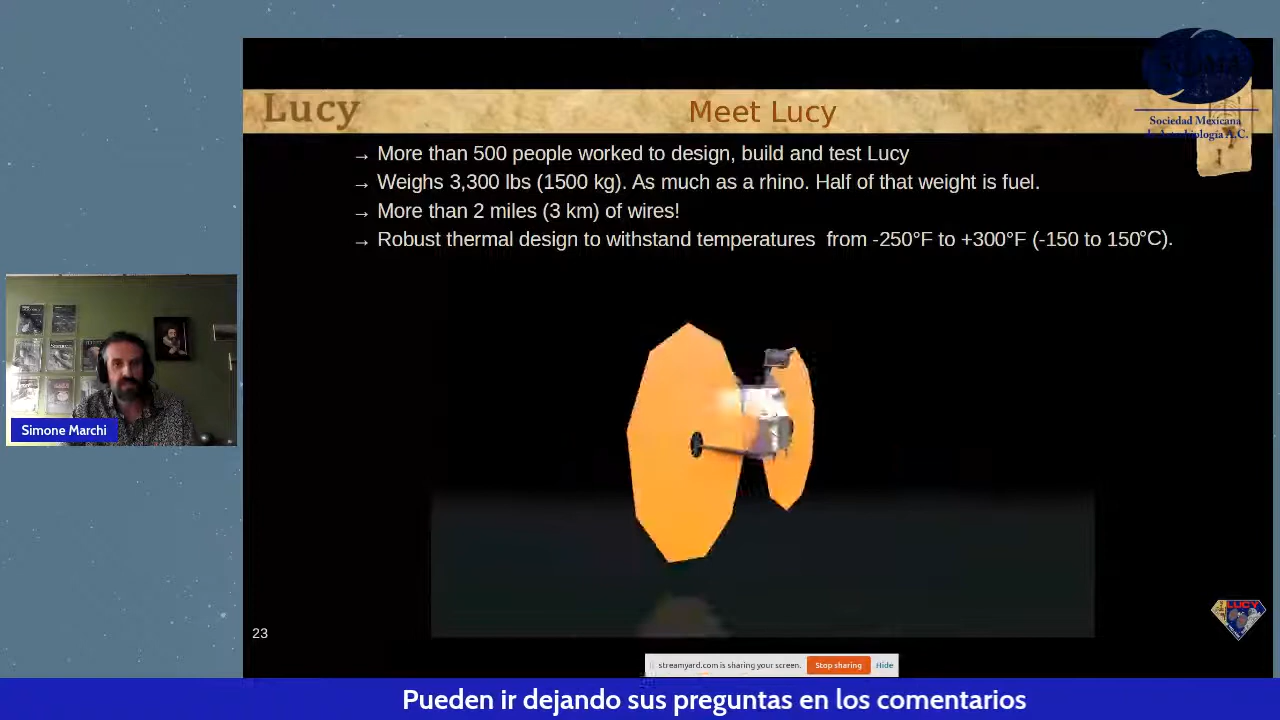 Lucy
Meet Lucy
Sociedad Mexicana
de Astrobiología A.C.
→ More than 500 people worked to design, build and test Lucy
→ Weighs 3,300 lbs (1500 kg). As much as a rhino. Half of that weight is fuel.
→ More than 2 miles (3 km) of wires!
→ Robust thermal design to withstand temperatures from -250°F to +300°F (-150 to 150°C).
Simone Marchi
LUCY
23
streamyard.com is sharing your screen. Stop sharing Hide
Pueden ir dejando sus preguntas en los comentarios